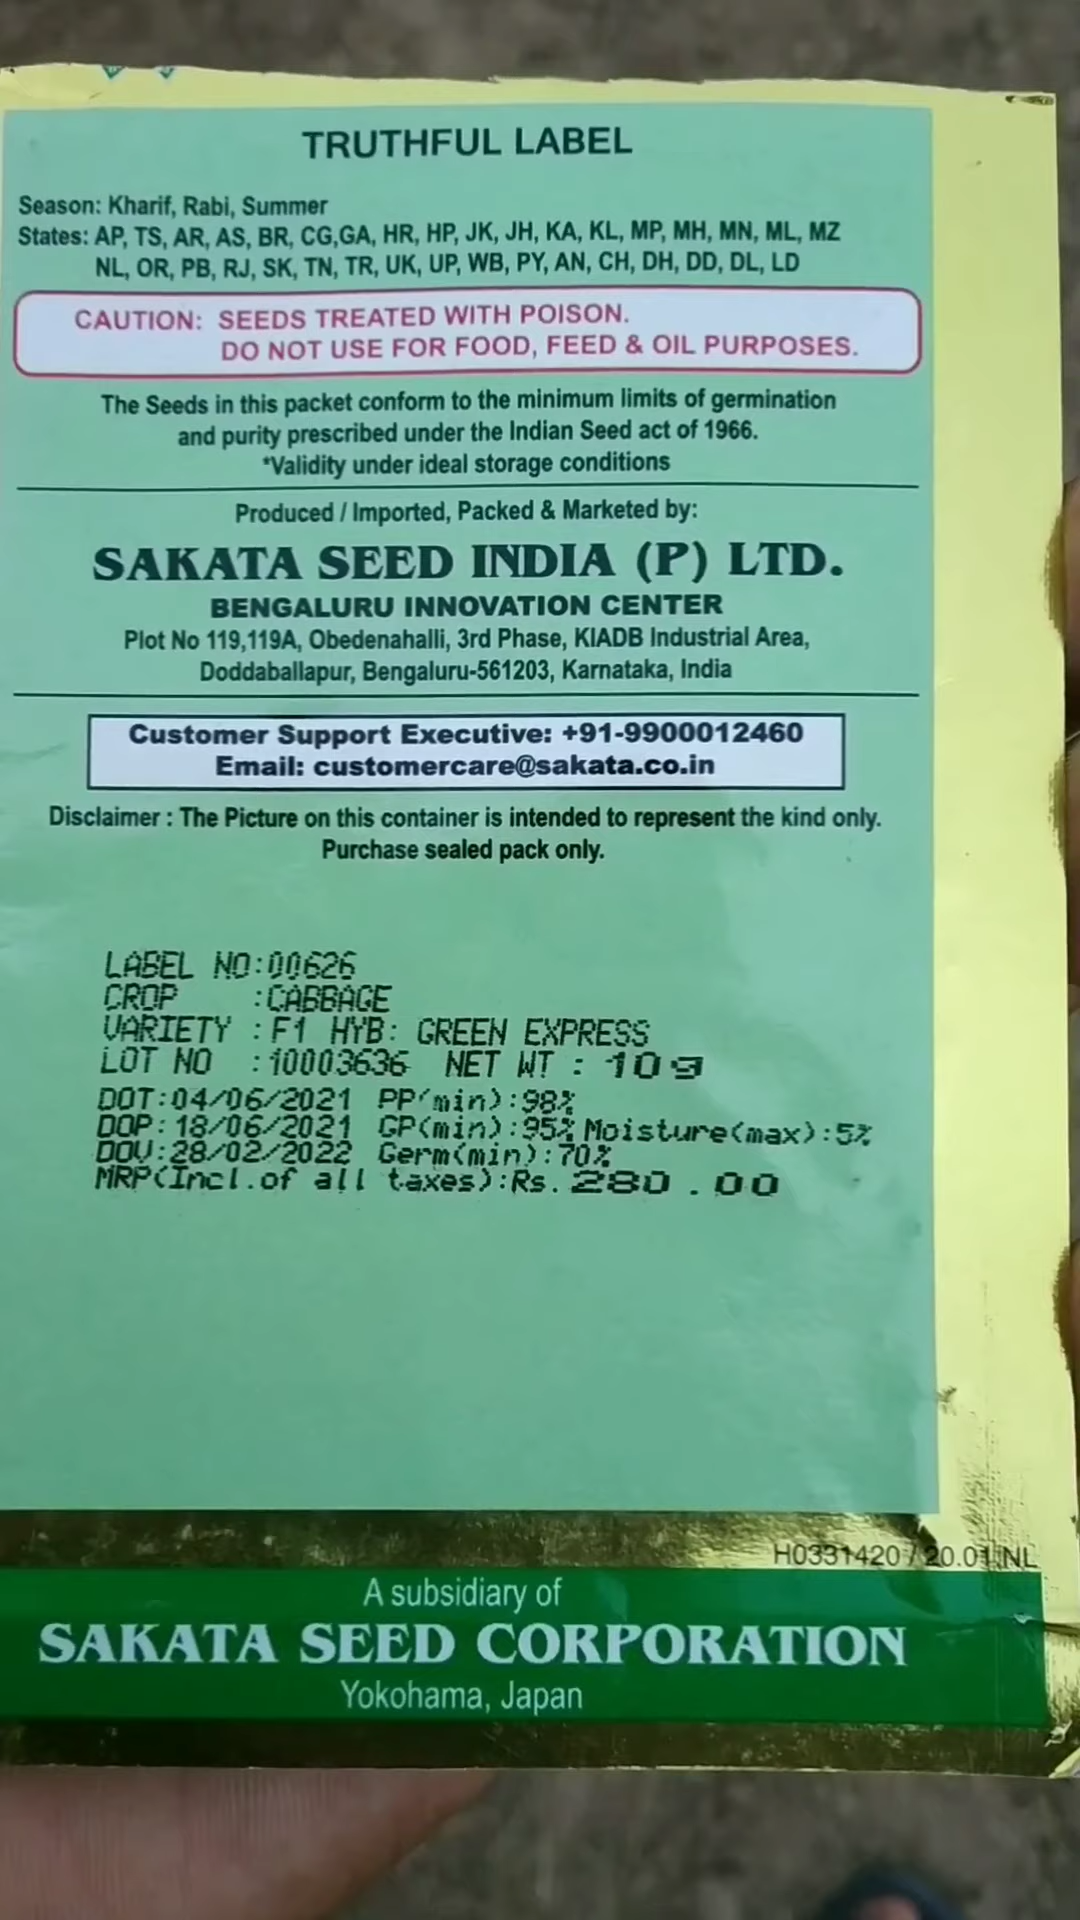 TRUTHFUL LABEL
Season: Kharif, Rabi, Summer
States: AP, TS, AR, AS, BR, CG,GA, HR, HP, JK, JH, KA, KL, MP, MH, MN, ML, MZ
NL, OR, PB, RJ, SK, TN, TR, UK, UP, WB, PY, AN, CH, DH, DD, DL, LD
CAUTION: SEEDS TREATED WITH POISON.
DO NOT USE FOR FOOD, FEED & OIL PURPOSES.
The Seeds in this packet conform to the minimum limits of germination
and purity prescribed under the Indian Seed act of 1966.
*Validity under ideal storage conditions
Produced / Imported, Packed & Marketed by:
SAKATA SEED INDIA (P) LTD.
BENGALURU INNOVATION CENTER
Plot No 119,119A, Obedenahalli, 3rd Phase, KIADB Industrial Area,
Doddaballapur, Bengaluru-561203, Karnataka, India
Customer Support Executive: +91-9900012460
Email: customercare@sakata.co.in
Disclaimer : The Picture on this container is intended to represent the kind only.
Purchase sealed pack only.
LABEL NO:00626
CROP :CABBAGE
VARIETY : F1 HYB: GREEN EXPRESS
LOT NO :10003636 NET WT : 10g
DOT:04/06/2021 PP(min):98%
DOP:18/06/2021 GP(min):95% Moisture(max):5%
DOV:28/02/2022 Germ(min):70%
MRP(Incl.of all taxes):Rs.280.00
H0331420 / 20.01.NL
A subsidiary of
SAKATA SEED CORPORATION
Yokohama, Japan